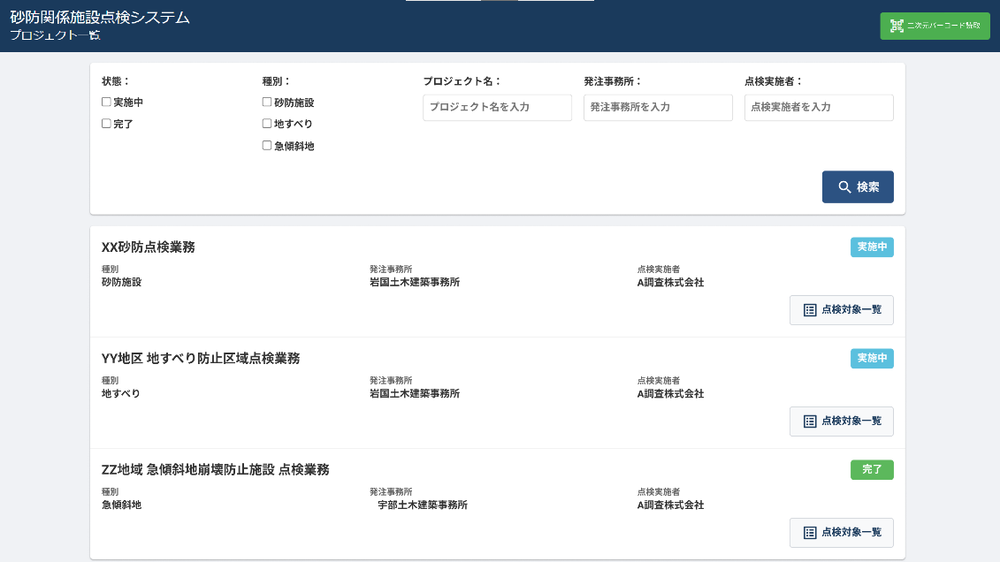 砂防関係施設点検システム
プロジェクト一覧
二次元バーコード読取
状態：
実施中
完了
種別：
砂防施設
地すべり
急傾斜地
プロジェクト名：
プロジェクト名を入力
発注事務所：
発注事務所を入力
点検実施者：
点検実施者を入力
検索
XX砂防点検業務
実施中
種別
発注事務所
点検実施者
砂防施設
岩国土木建築事務所
A調査株式会社
点検対象一覧
YY地区 地すべり防止区域点検業務
実施中
種別
発注事務所
点検実施者
地すべり
岩国土木建築事務所
A調査株式会社
点検対象一覧
ZZ地域 急傾斜地崩壊防止施設 点検業務
完了
種別
発注事務所
点検実施者
急傾斜地
宇部土木建築事務所
A調査株式会社
点検対象一覧